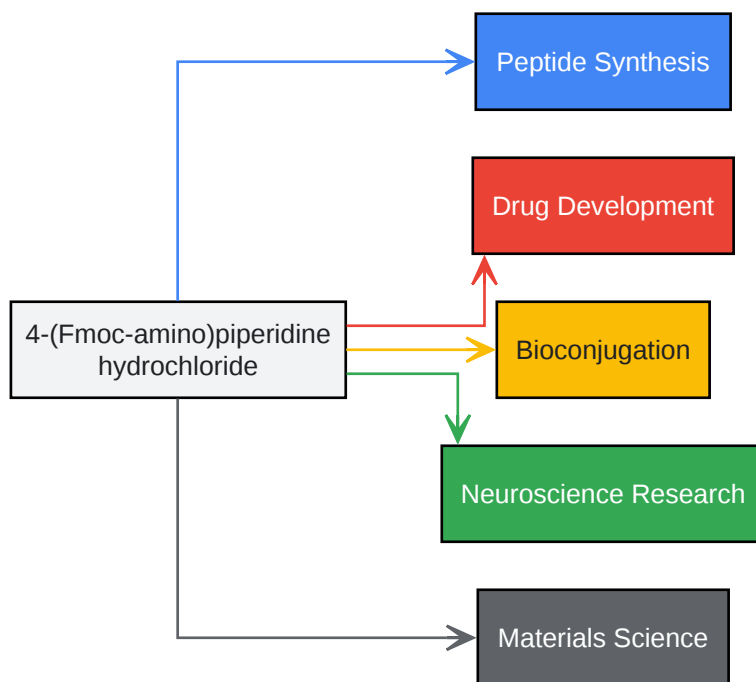 Peptide Synthesis
Drug Development
4-(Fmoc-amino)piperidine
hydrochloride
Bioconjugation
Neuroscience Research
Materials Science